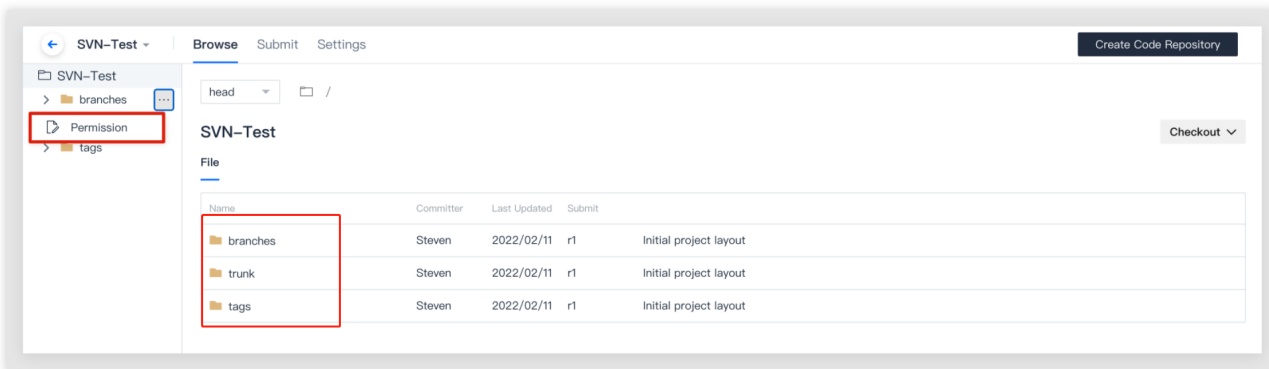 SVN-Test Browse Submit Settings Create Code Repository
SVN-Test
branches ...
Permission
tags
head /
SVN-Test Checkout
File
Name Committer Last Updated Submit
branches Steven 2022/02/11 r1 Initial project layout
trunk Steven 2022/02/11 r1 Initial project layout
tags Steven 2022/02/11 r1 Initial project layout